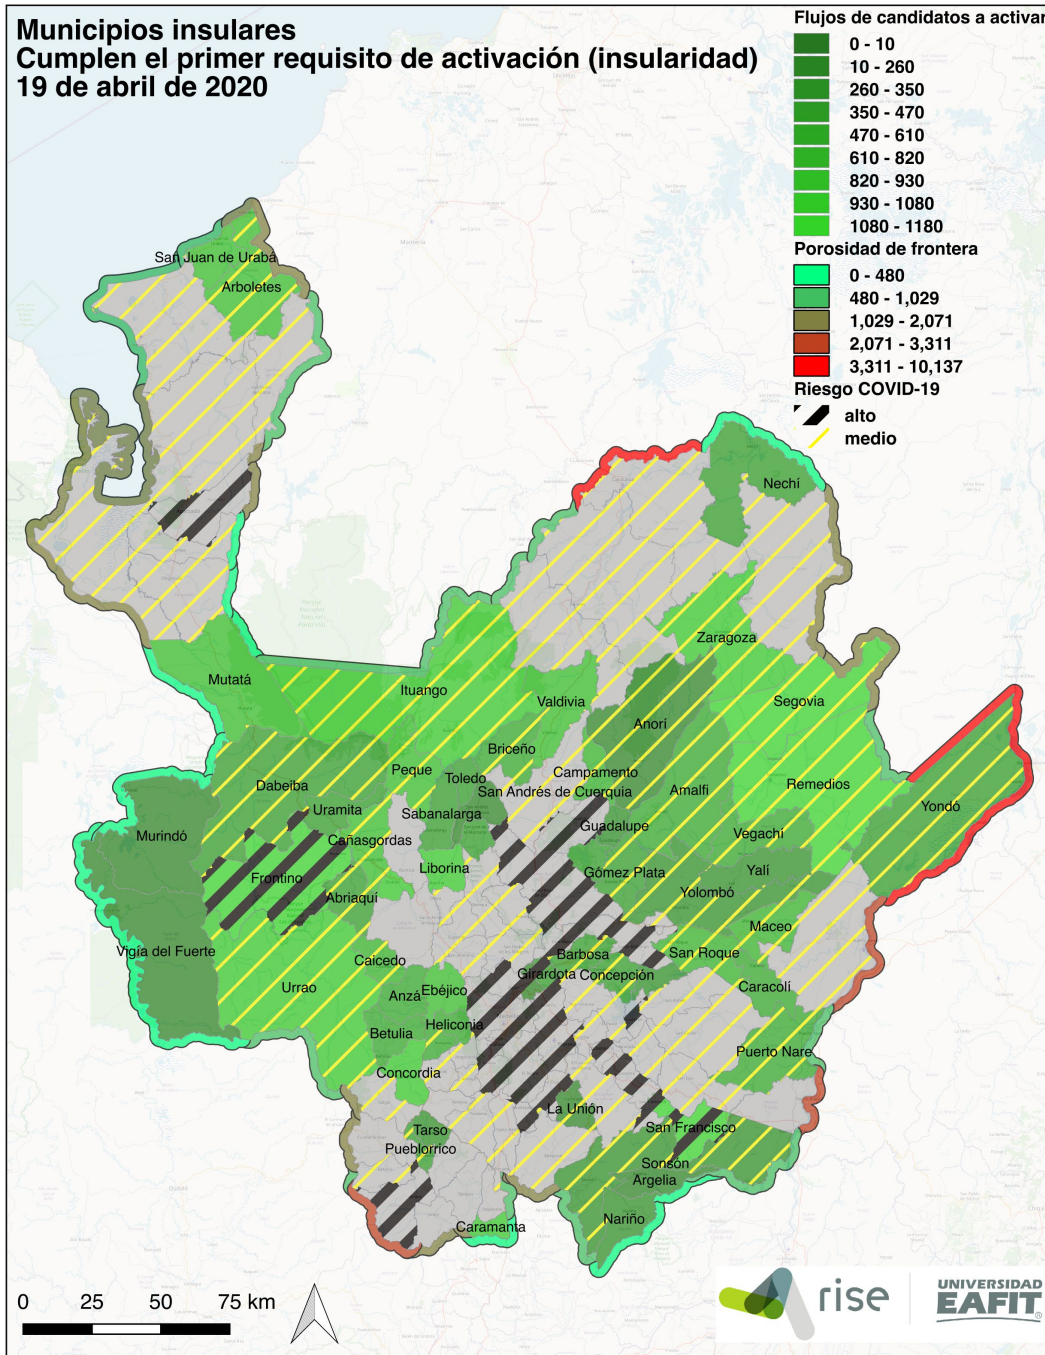 Municipios insulares
Cumplen el primer requisito de activación (insularidad)
19 de abril de 2020
Flujos de candidatos a activar
0 - 10
10 - 260
260 - 350
350 - 470
470 - 610
610 - 820
820 - 930
930 - 1080
1080 - 1180
Porosidad de frontera
0 - 480
480 - 1,029
1,029 - 2,071
2,071 - 3,311
3,311 - 10,137
Riesgo COVID-19
alto
medio
San Juan de Urabá
Arboletes
Nechí
Zaragoza
Mutatá
Ituango
Valdivia
Segovia
Anorí
Briceño
Peque
Toledo
Campamento
Dabeiba
San Andrés de Cuerquia
Amalfi
Remedios
Yondó
Uramita
Sabanalarga
Guadalupe
Murindó
Cañasgordas
Vegachí
Liborina
Gómez Plata
Yalí
Frontino
Abriaquí
Yolombó
Maceo
Vigía del Fuerte
Barbosa
San Roque
Caicedo
Girardota
Concepción
Urrao
Anzá
Ebéjico
Caracolí
Betulia
Heliconia
Puerto Nare
Concordia
La Unión
Tarso
San Francisco
Pueblorrico
Sonsón
Argelia
Nariño
Caramanta
0 25 50 75 km
rise
UNIVERSIDAD
EAFIT